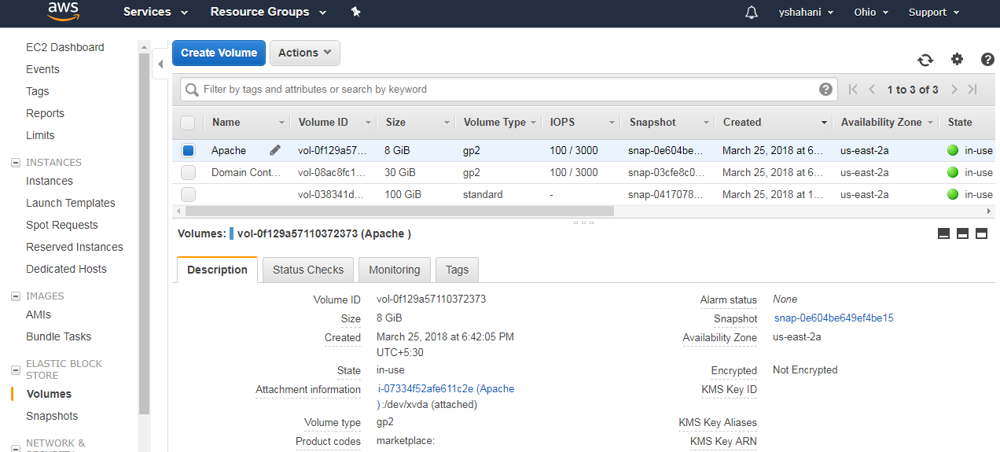 aws Services Resource Groups yshahani Ohio Support
EC2 Dashboard
Events
Tags
Reports
Limits
INSTANCES
Instances
Launch Templates
Spot Requests
Reserved Instances
Dedicated Hosts
IMAGES
AMIs
Bundle Tasks
ELASTIC BLOCK
STORE
Volumes
Snapshots
NETWORK &
Create Volume Actions
Filter by tags and attributes or search by keyword 1 to 3 of 3
Name Volume ID Size Volume Type IOPS Snapshot Created Availability Zone State
Apache vol-0f129a57... 8 GiB gp2 100 / 3000 snap-0e604be... March 25, 2018 at 6... us-east-2a in-use
Domain Cont... vol-08ac8fc1... 30 GiB gp2 100 / 3000 snap-03cfe8c0... March 25, 2018 at 6... us-east-2a in-use
vol-038341d... 100 GiB standard - snap-0417078... March 25, 2018 at 1... us-east-2a in-use
Volumes: vol-0f129a57110372373 (Apache )
Description Status Checks Monitoring Tags
Volume ID vol-0f129a57110372373 Alarm status None
Size 8 GiB Snapshot snap-0e604be649ef4be15
Created March 25, 2018 at 6:42:05 PM Availability Zone us-east-2a
UTC+5:30
State in-use Encrypted Not Encrypted
Attachment information i-07334f52afe611c2e (Apache KMS Key ID
):/dev/xvda (attached)
Volume type gp2 KMS Key Aliases
Product codes marketplace: KMS Key ARN